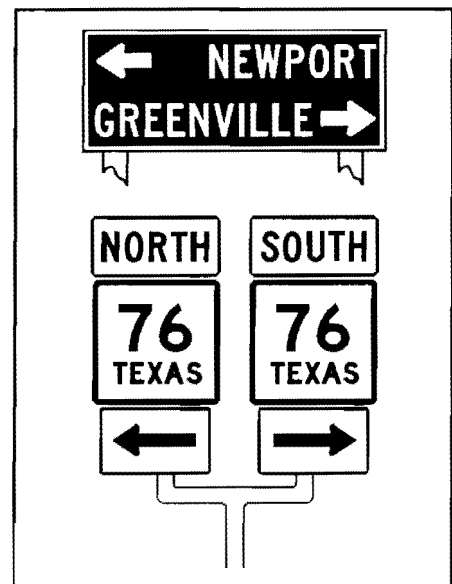 NEWPORT
GREENVILLE
NORTH SOUTH
76 76
TEXAS TEXAS